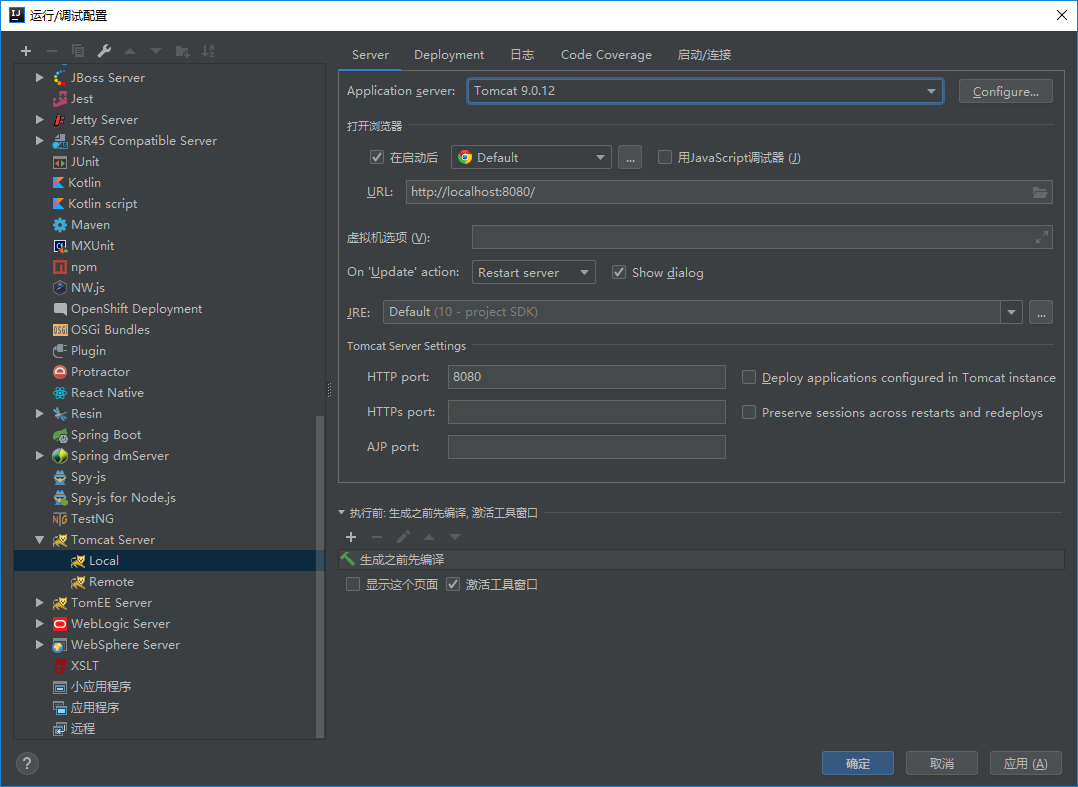 运行/调试配置
JBoss Server
Jest
Jetty Server
JSR45 Compatible Server
JUnit
Kotlin
Kotlin script
Maven
MXUnit
npm
NW.js
OpenShift Deployment
OSGi Bundles
Plugin
Protractor
React Native
Resin
Spring Boot
Spring dmServer
Spy-js
Spy-js for Node.js
TestNG
Tomcat Server
Local
Remote
TomEE Server
WebLogic Server
WebSphere Server
XSLT
小应用程序
应用程序
远程
Server Deployment 日志 Code Coverage 启动/连接
Application server: Tomcat 9.0.12 Configure...
打开浏览器
在启动后 Default ... 用JavaScript调试器 (J)
URL: http://localhost:8080/
虚拟机选项 (V):
On 'Update' action: Restart server Show dialog
JRE: Default (10 - project SDK) ...
Tomcat Server Settings
HTTP port: 8080 Deploy applications configured in Tomcat instance
HTTPs port: Preserve sessions across restarts and redeploys
AJP port:
执行前: 生成之前先编译, 激活工具窗口
生成之前先编译
显示这个页面 激活工具窗口
? 确定 取消 应用 (A)